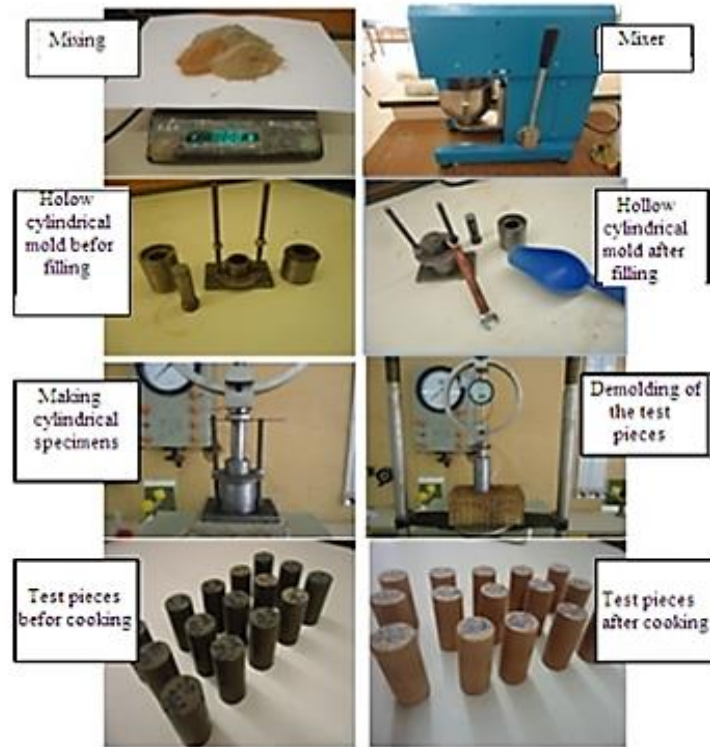 Mixing
Mixer
Holow
cylindrical
mold befor
filling
Hollow
cylindrical
mold after
filling
Making
cylindrical
specimens
Demolding of
the test
pieces
Test pieces
befor cooking
Test pieces
after cooking